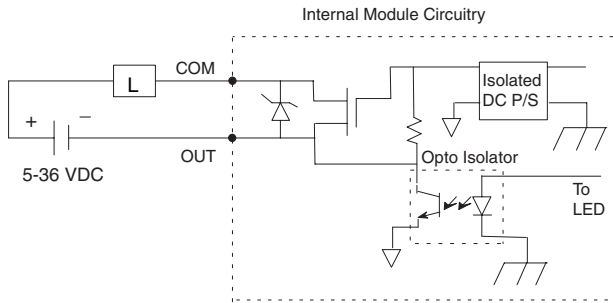 Internal Module Circuitry
COM
L
Isolated
DC P/S
+
−
OUT
5-36 VDC
Opto Isolator
To
LED